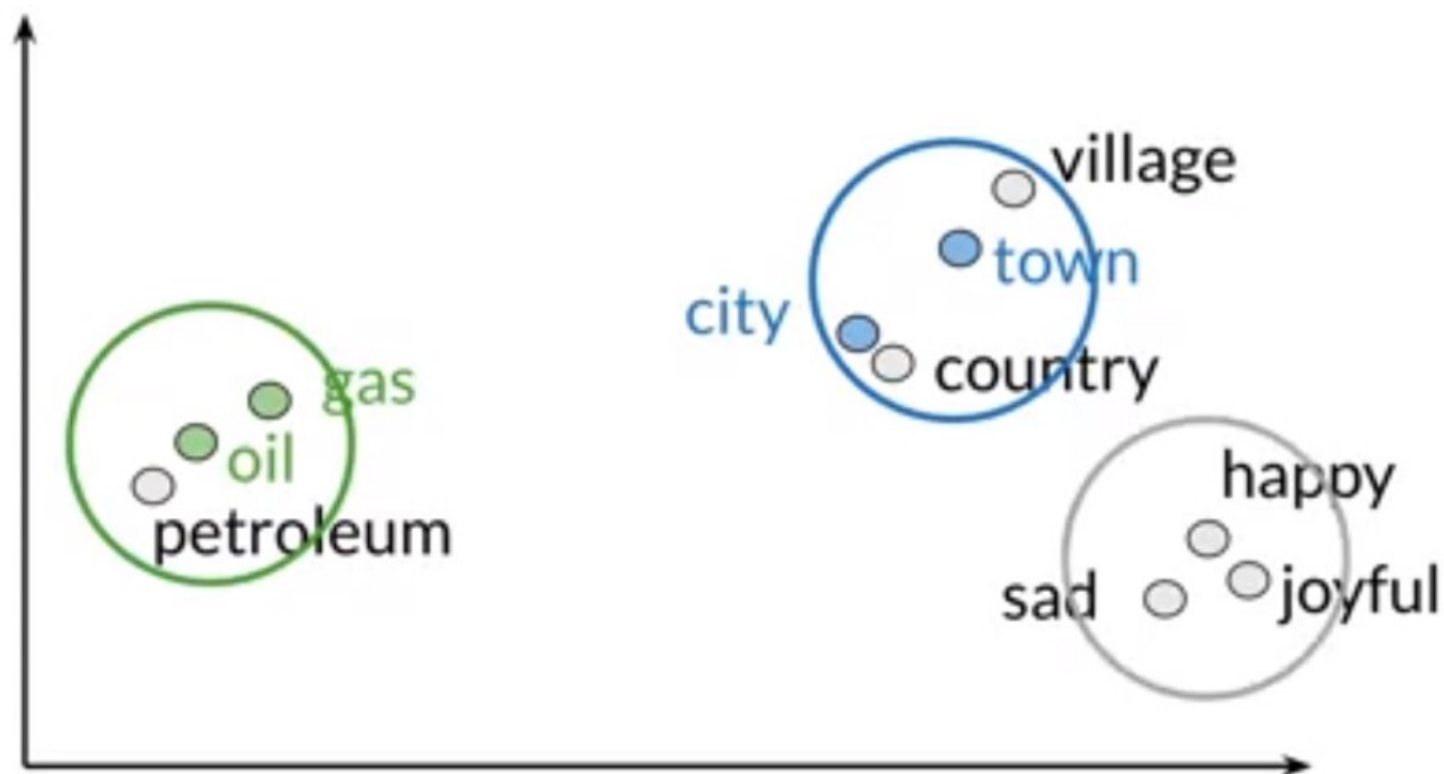 village
town
city
country
gas
oil
petroleum
happy
sad
joyful